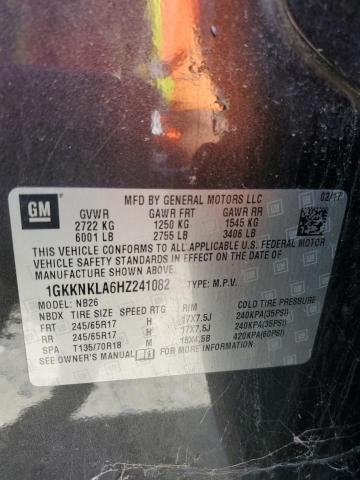 GM
MFD BY GENERAL MOTORS LLC 02/17
GVWR GAWR FRT GAWR RR
2722 KG 1250 KG 1545 KG
6001 LB 2755 LB 3406 LB
THIS VEHICLE CONFORMS TO ALL APPLICABLE U.S. FEDERAL MOTOR
VEHICLE SAFETY STANDARDS IN EFFECT ON THE DATE OF
MANUFACTURE SHOWN ABOVE.
1GKKNKLA6HZ241082 TYPE: M.P.V.
MODEL: NB26
NBDX TIRE SIZE SPEED RTG RIM COLD TIRE PRESSURE
FRT 245/65R17 H 17X7.5J 240KPA(35PSI)
RR 245/65R17 H 17X7.5J 240KPA(35PSI)
SPA T135/70R18 M 18X4.5B 420KPA(60PSI)
SEE OWNER'S MANUAL FOR ADDITIONAL INFORMATION.